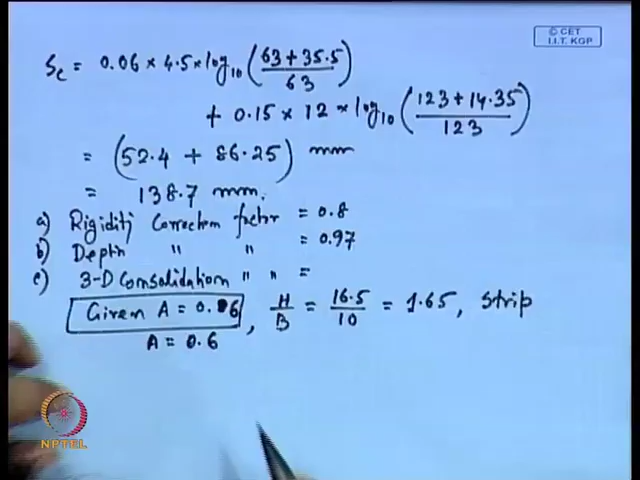 © CET
I.I.T. KGP
Sc = 0.06 × 4.5 × log10 (63 + 35.5 / 63)
+ 0.15 × 12 × log10 (123 + 14.35 / 123)
= (52.4 + 86.25) mm
= 138.7 mm.
a) Rigidity Correction factor = 0.8
b) Depth " " = 0.97
c) 3-D Consolidation " " =
Given A = 0.06, H/B = 16.5/10 = 1.65, Strip
A = 0.6
NPTEL